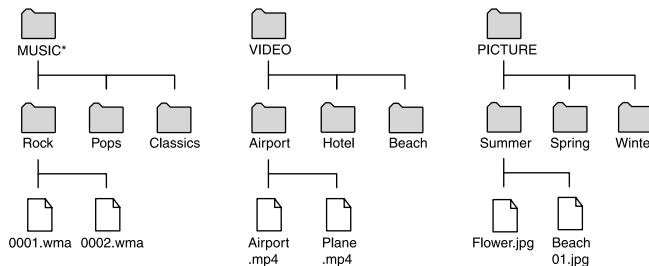 MUSIC*
VIDEO
PICTURE
Rock Pops Classics
Airport Hotel Beach
Summer Spring Winte
0001.wma 0002.wma
Airport
.mp4
Plane
.mp4
Flower.jpg
Beach
01.jpg